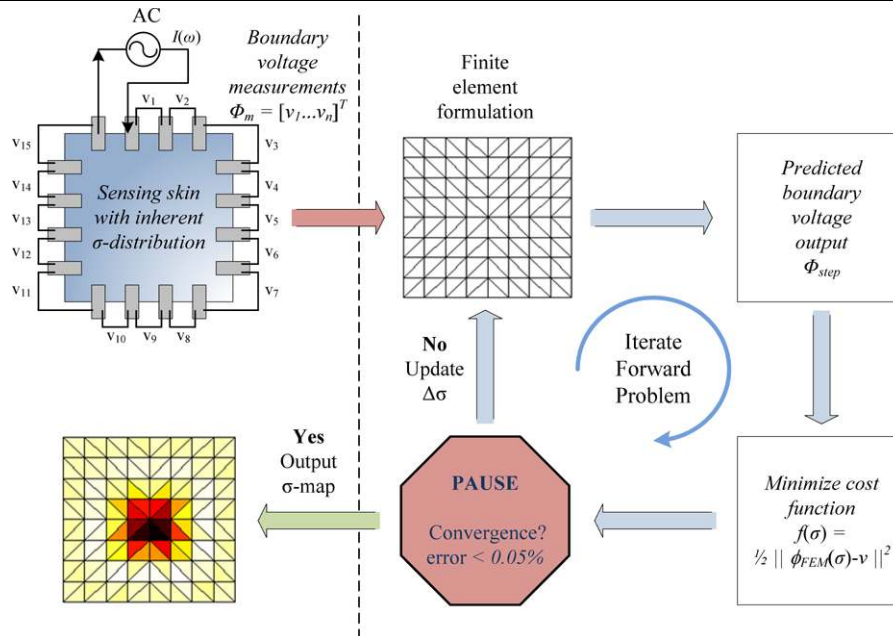 AC
I(ω)
Boundary
voltage
measurements
Φm = [v1...vn]T
v1
v2
v15
v3
v14
v4
v13
v5
v12
v6
v11
v7
v10
v9
v8
Sensing skin
with inherent
σ-distribution
Finite
element
formulation
Predicted
boundary
voltage
output
Φstep
No
Update
Δσ
Iterate
Forward
Problem
Yes
Output
σ-map
PAUSE
Convergence?
error < 0.05%
Minimize cost
function
f(σ) =
½ || ϕFEM(σ)-v ||2